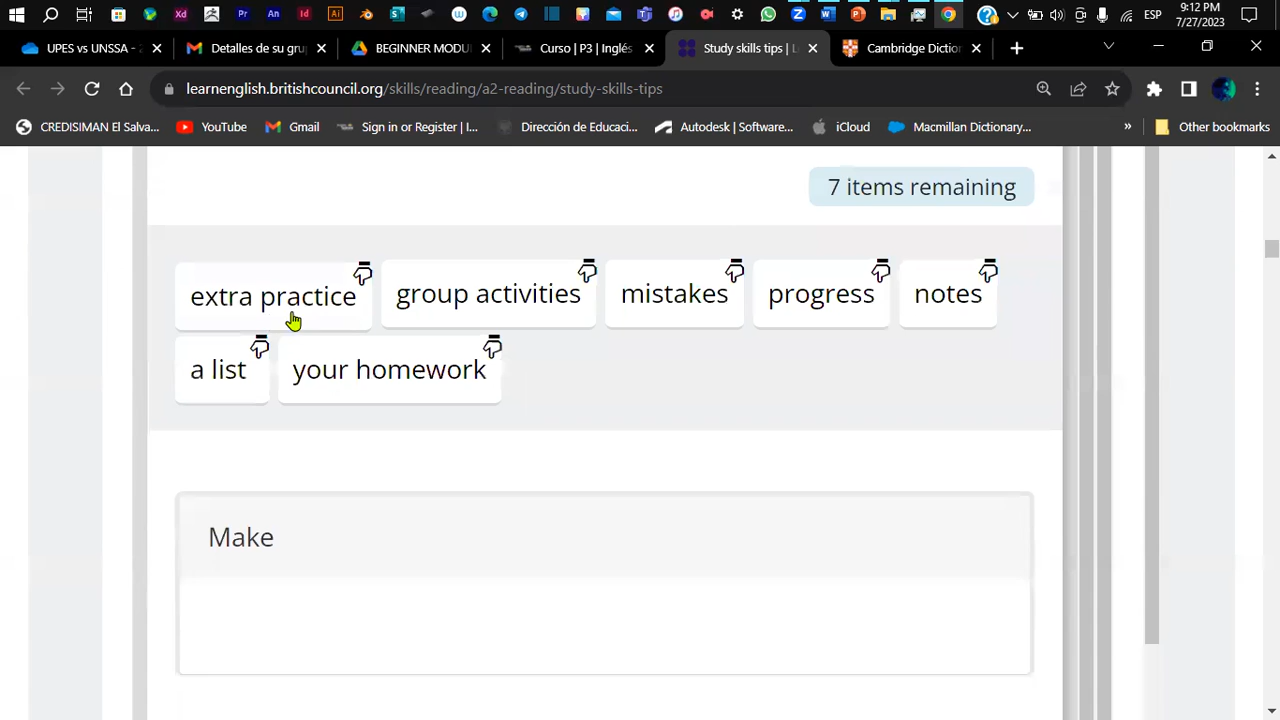 9:12 PM
ESP
7/27/2023
UPES vs UNSSA - 2
Detalles de su gru
BEGINNER MODU
Curso | P3 | Inglés
Study skills tips | L
Cambridge Diction
learnenglish.britishcouncil.org/skills/reading/a2-reading/study-skills-tips
CREDISIMAN El Salva...
YouTube
Gmail
Sign in or Register | I...
Dirección de Educaci...
Autodesk | Software...
iCloud
Macmillan Dictionary...
»
Other bookmarks
7 items remaining
extra practice
group activities
mistakes
progress
notes
a list
your homework
Make